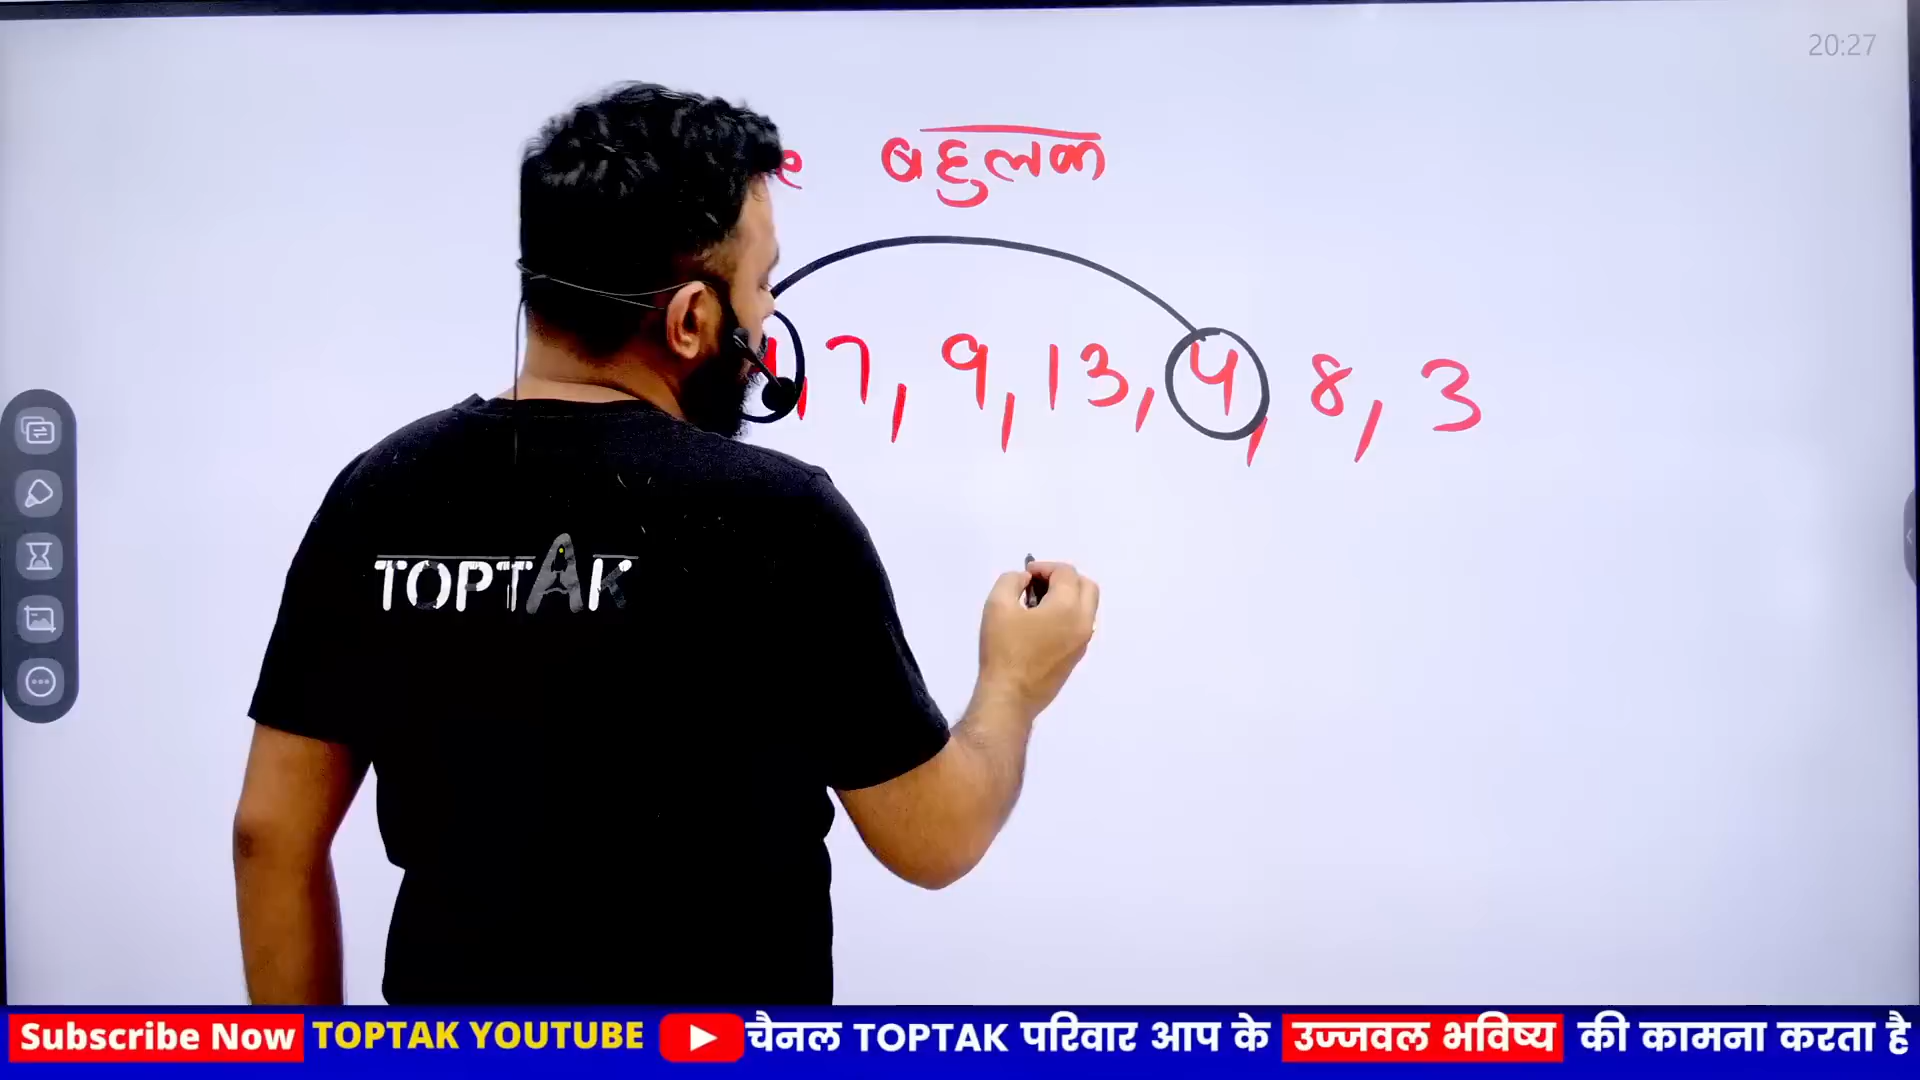 20:27
बहुलक
7, 9, 13, 4, 8, 3
TOPTAK
Subscribe Now TOPTAK YOUTUBE चैनल TOPTAK परिवार आप के उज्जवल भविष्य की कामना करता है